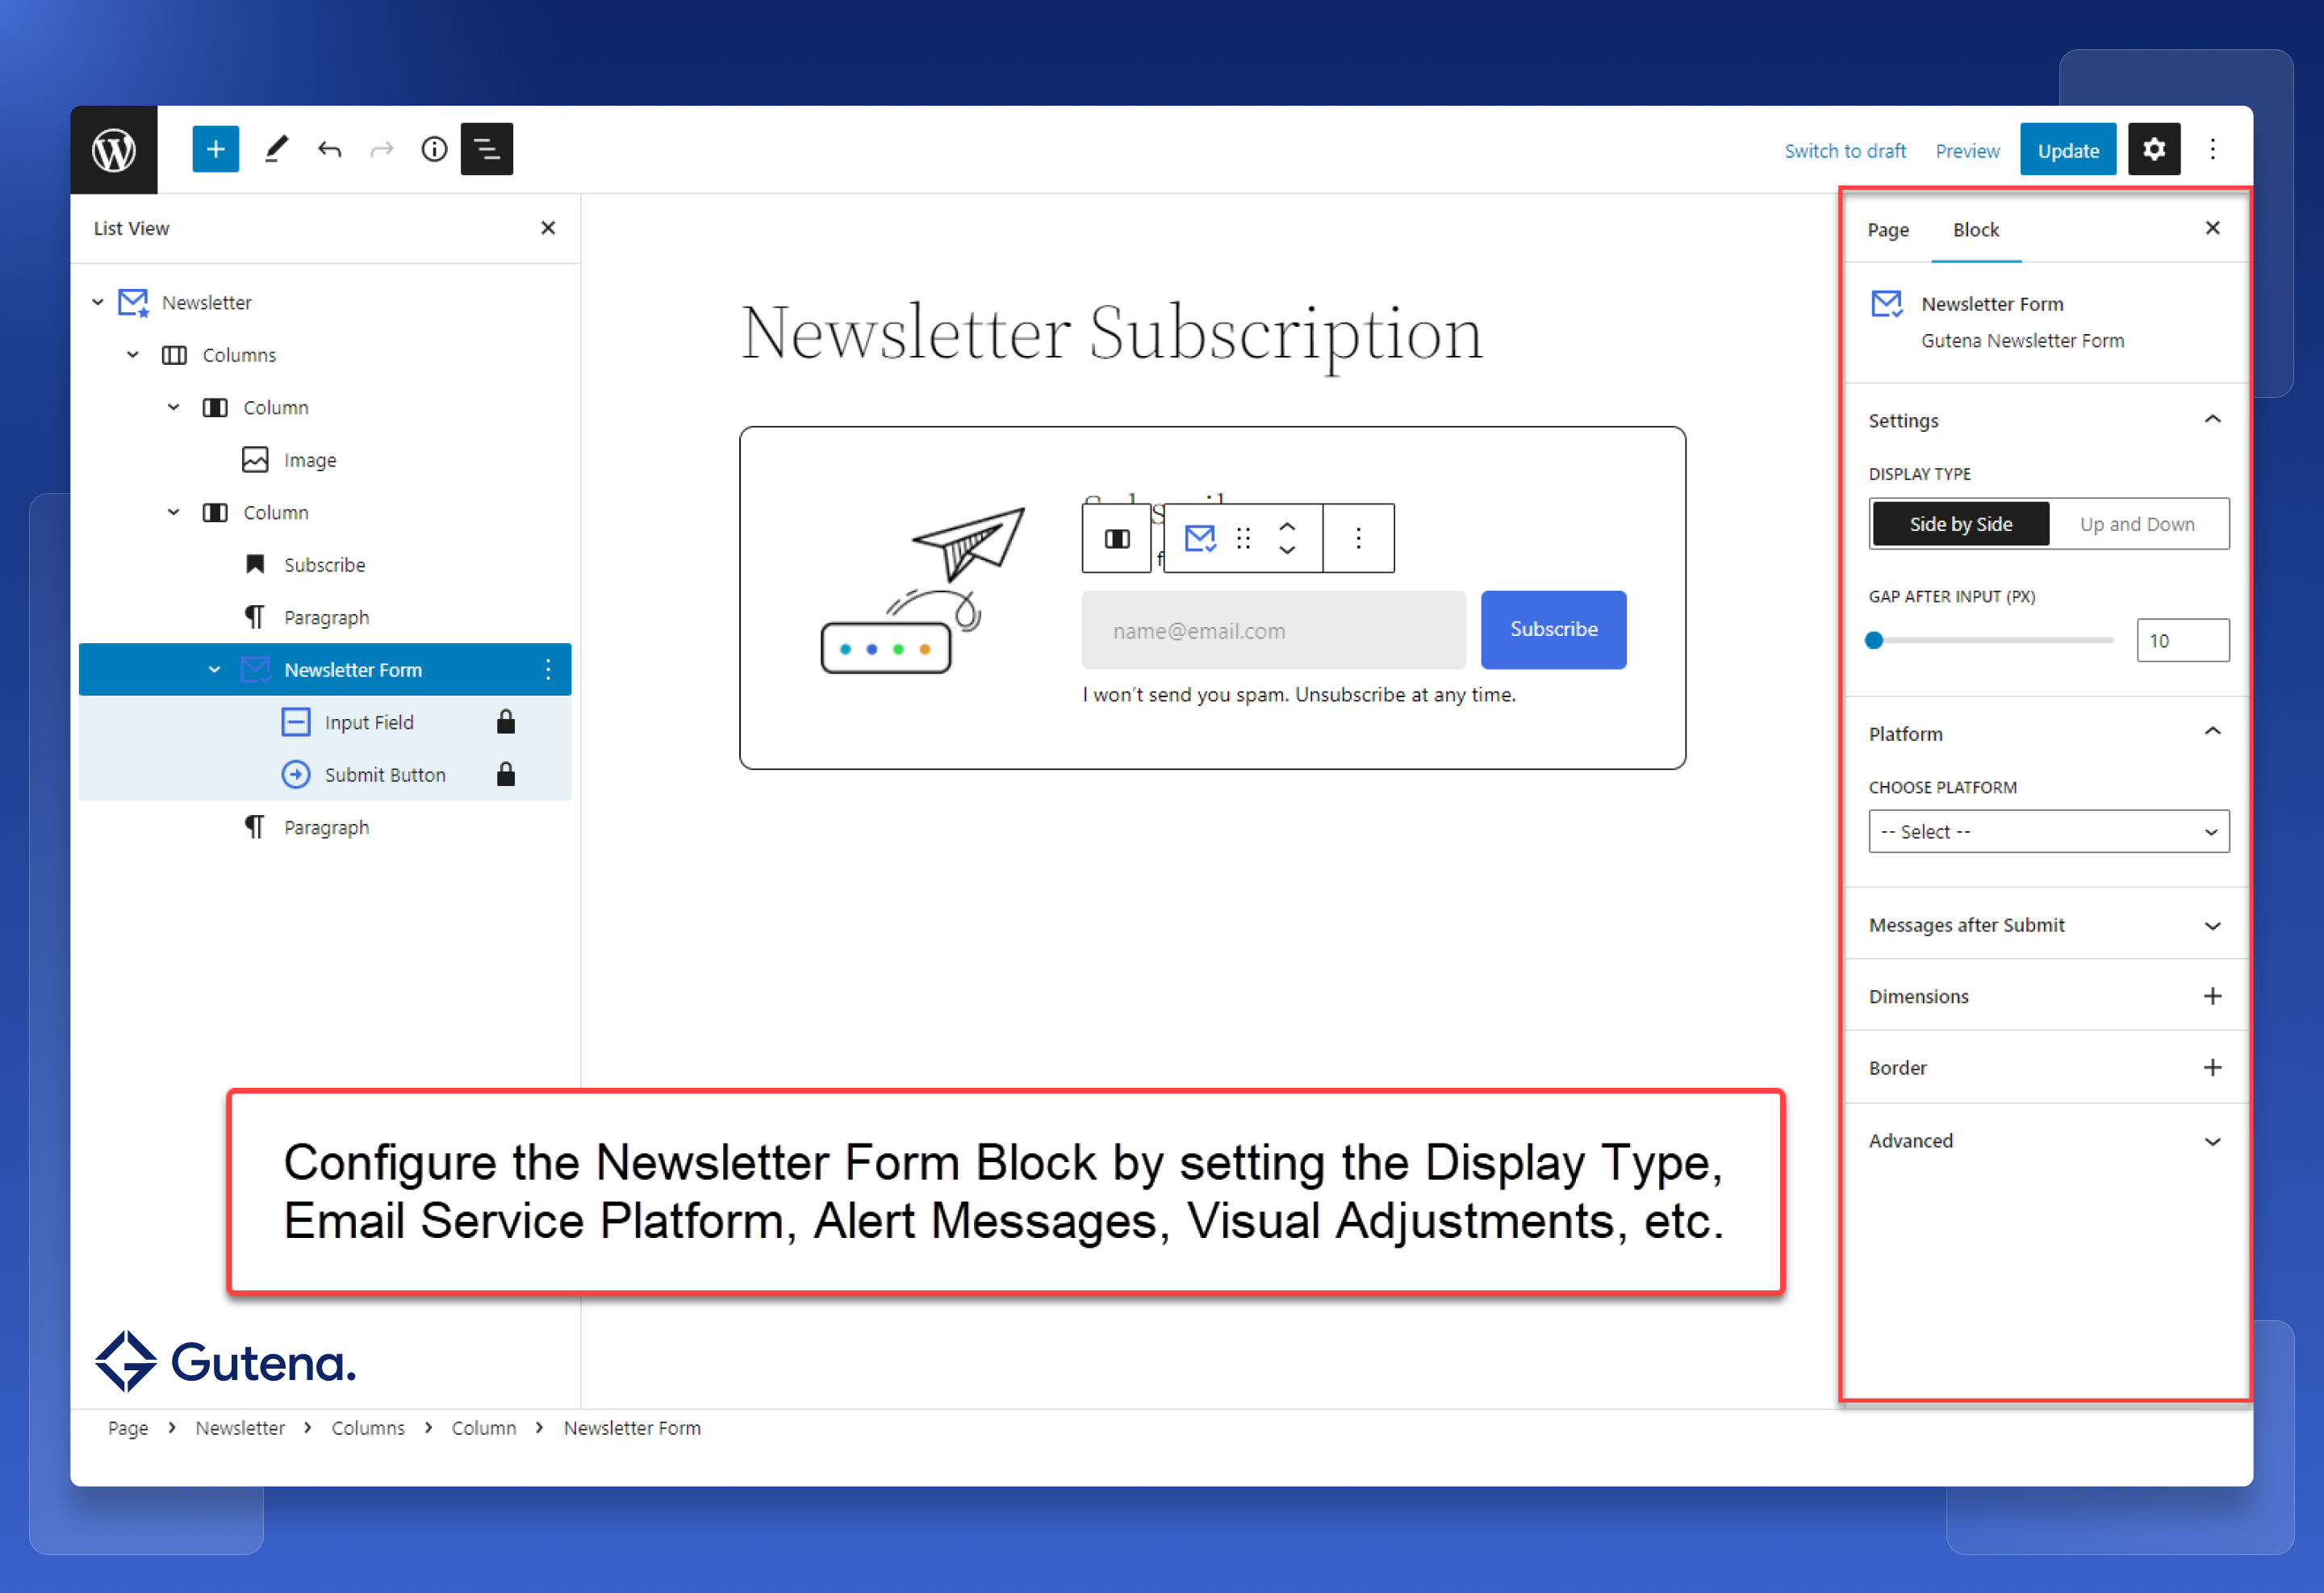 Switch to draft
Preview
Update
List View
Newsletter
Columns
Column
Image
Column
Subscribe
Paragraph
Newsletter Form
Input Field
Submit Button
Paragraph
Newsletter Subscription
name@email.com
Subscribe
I won't send you spam. Unsubscribe at any time.
Page
Block
Newsletter Form
Gutena Newsletter Form
Settings
DISPLAY TYPE
Side by Side
Up and Down
GAP AFTER INPUT (PX)
10
Platform
CHOOSE PLATFORM
-- Select --
Messages after Submit
Dimensions
Border
Advanced
Configure the Newsletter Form Block by setting the Display Type,
Email Service Platform, Alert Messages, Visual Adjustments, etc.
Gutena.
Page > Newsletter > Columns > Column > Newsletter Form